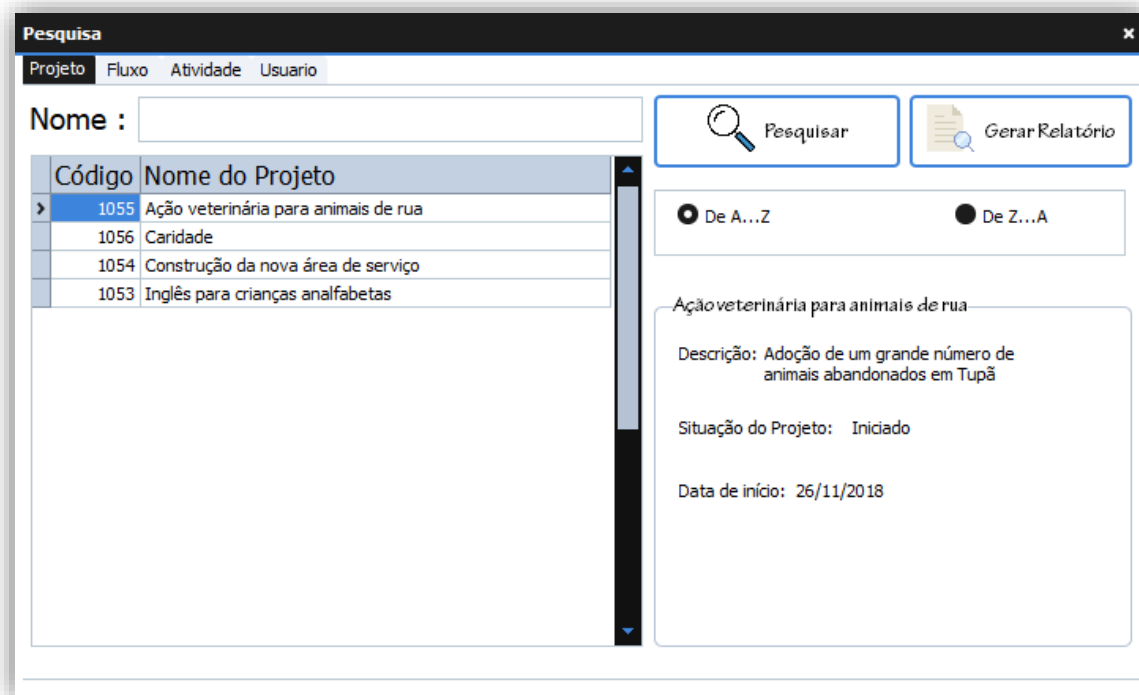 Pesquisa
Projeto Fluxo Atividade Usuario
Nome :
Pesquisar
Gerar Relatório
Código Nome do Projeto
1055 Ação veterinária para animais de rua
1056 Caridade
1054 Construção da nova área de serviço
1053 Inglês para crianças analfabetas
De A...Z
De Z...A
Ação veterinária para animais de rua
Descrição: Adoção de um grande número de
animais abandonados em Tupã
Situação do Projeto: Iniciado
Data de início: 26/11/2018